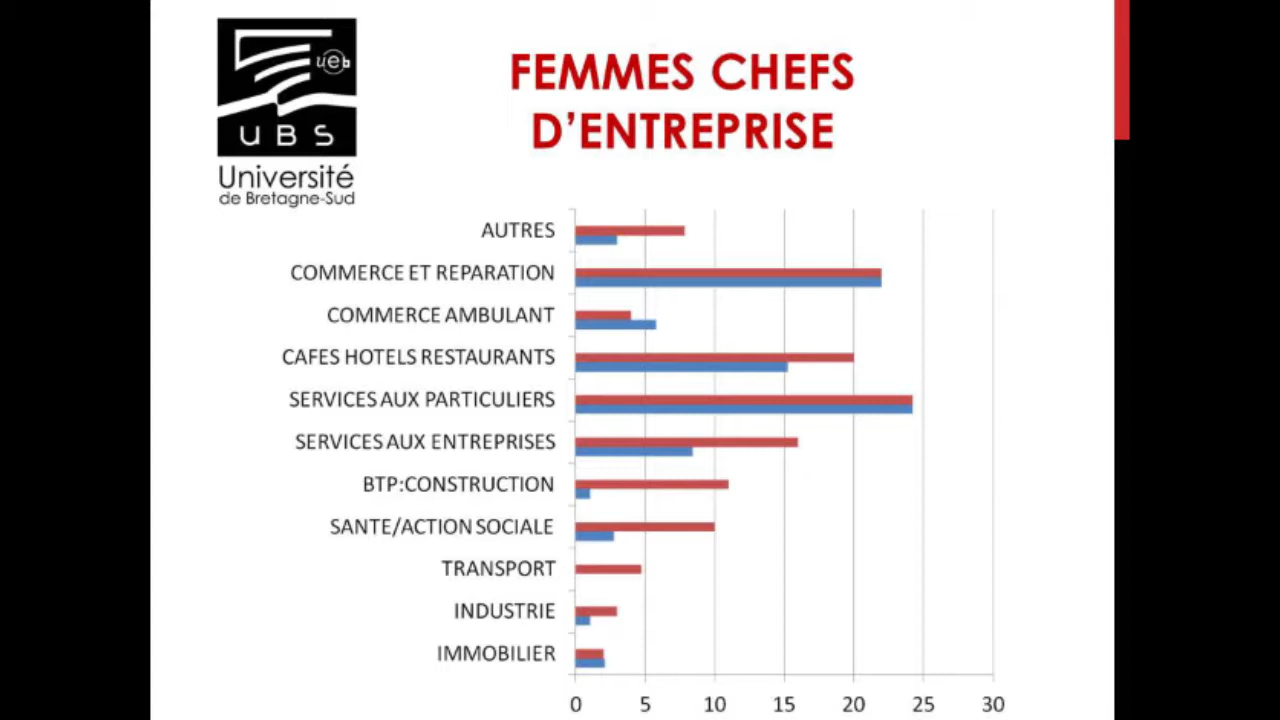 ueb
UBS
Université
de Bretagne-Sud
FEMMES CHEFS
D’ENTREPRISE
AUTRES
COMMERCE ET REPARATION
COMMERCE AMBULANT
CAFES HOTELS RESTAURANTS
SERVICES AUX PARTICULIERS
SERVICES AUX ENTREPRISES
BTP:CONSTRUCTION
SANTE/ACTION SOCIALE
TRANSPORT
INDUSTRIE
IMMOBILIER
0 5 10 15 20 25 30